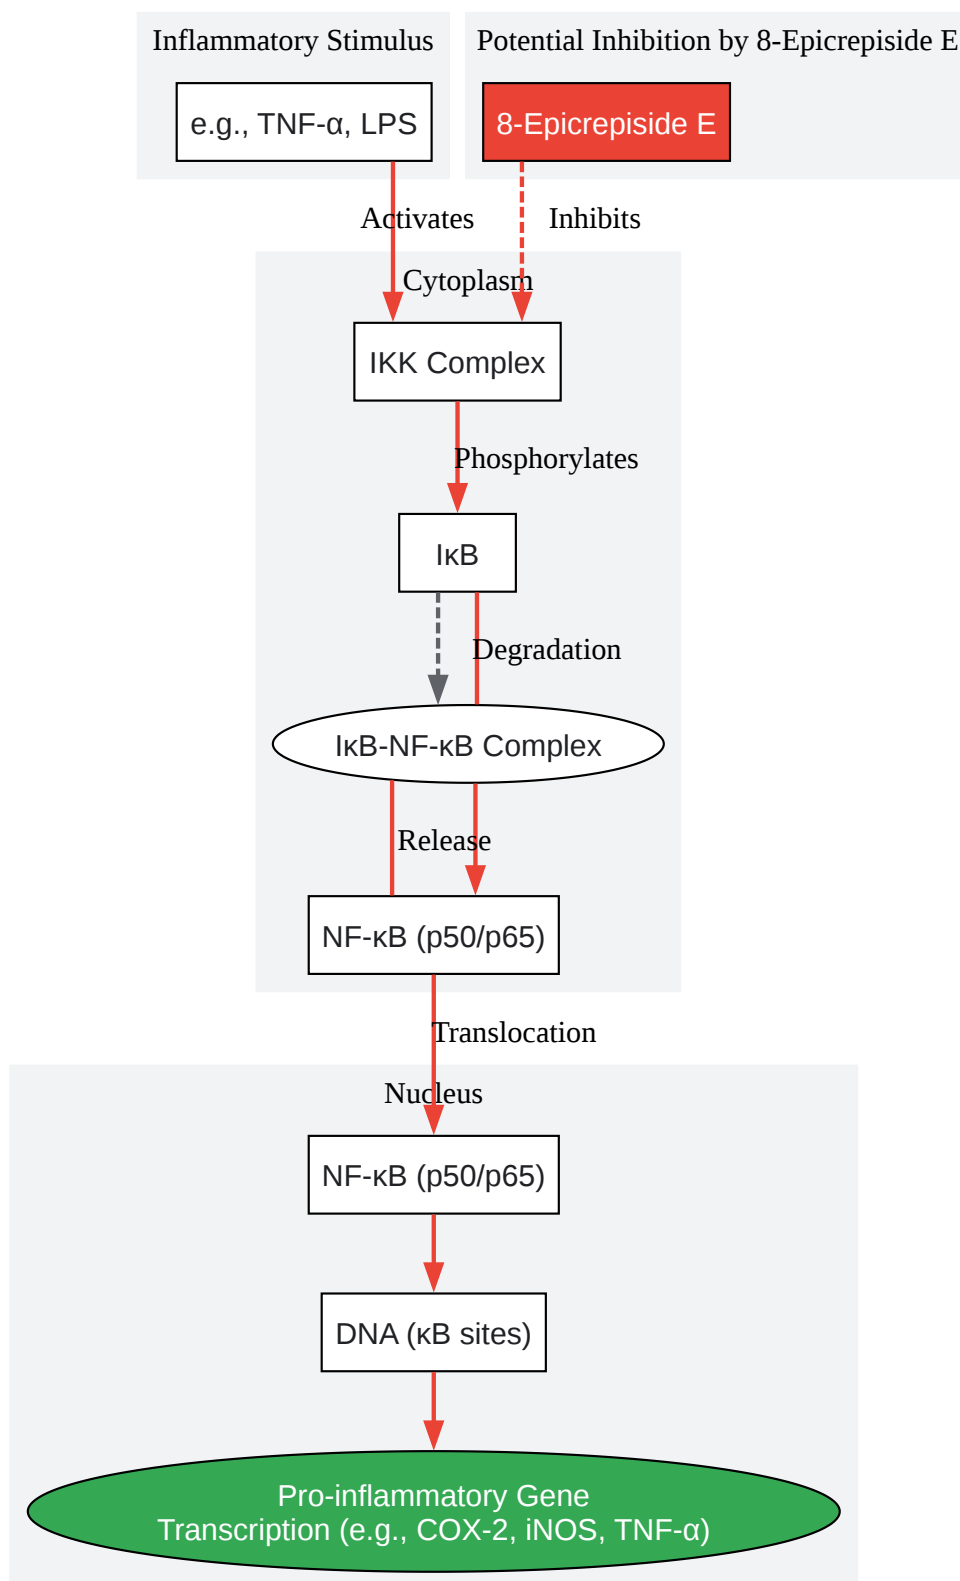 Inflammatory Stimulus
Potential Inhibition by 8-Epicrepiside E
e.g., TNF-α, LPS
8-Epicrepiside E
Activates
Inhibits
Cytoplasm
IKK Complex
Phosphorylates
IκB
Degradation
IκB-NF-κB Complex
Release
NF-κB (p50/p65)
Translocation
Nucleus
NF-κB (p50/p65)
DNA (κB sites)
Pro-inflammatory Gene
Transcription (e.g., COX-2, iNOS, TNF-α)